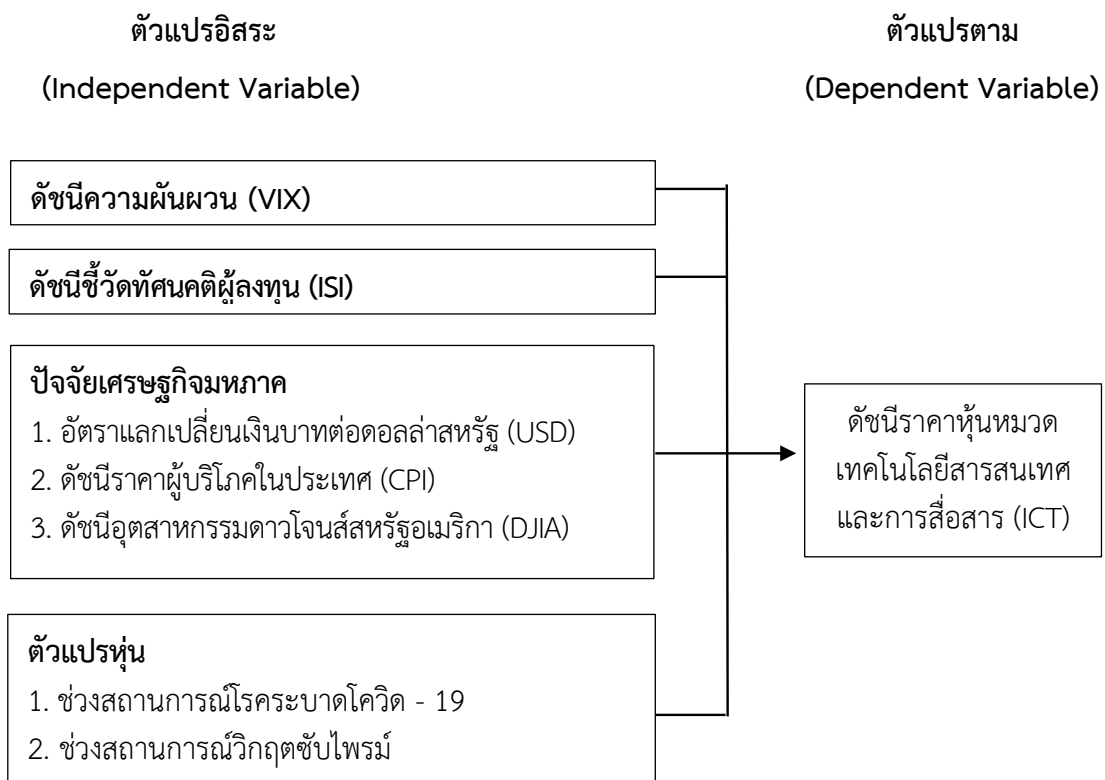 ตัวแปรอิสระ
(Independent Variable)
ตัวแปรตาม
(Dependent Variable)
ดัชนีความผันผวน (VIX)
ดัชนีชี้วัดทัศนคติผู้ลงทุน (ISI)
ปัจจัยเศรษฐกิจมหภาค
1. อัตราแลกเปลี่ยนเงินบาทต่อดอลล่าสหรัฐ (USD)
2. ดัชนีราคาผู้บริโภคในประเทศ (CPI)
3. ดัชนีอุตสาหกรรมดาวโจนส์สหรัฐอเมริกา (DJIA)
ตัวแปรหุ่น
1. ช่วงสถานการณ์โรคระบาดโควิด - 19
2. ช่วงสถานการณ์วิกฤตซับไพรม์
ดัชนีราคาหุ้นหมวด
เทคโนโลยีสารสนเทศ
และการสื่อสาร (ICT)